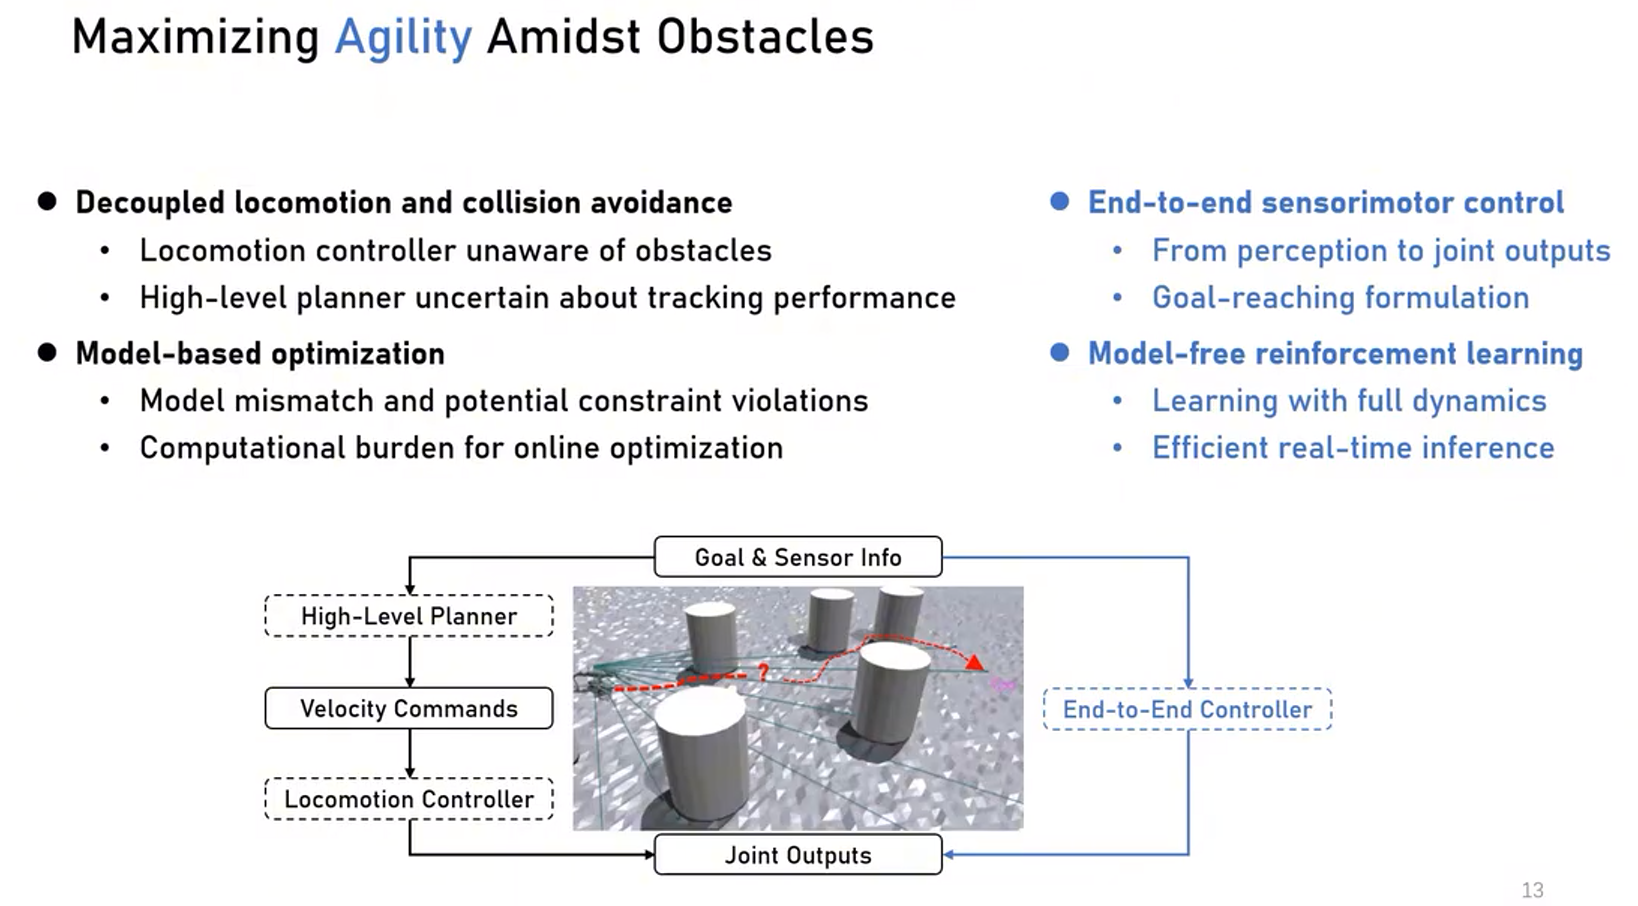 Maximizing Agility Amidst Obstacles
Decoupled locomotion and collision avoidance
Locomotion controller unaware of obstacles
High-level planner uncertain about tracking performance
Model-based optimization
Model mismatch and potential constraint violations
Computational burden for online optimization
End-to-end sensorimotor control
From perception to joint outputs
Goal-reaching formulation
Model-free reinforcement learning
Learning with full dynamics
Efficient real-time inference
Goal & Sensor Info
High-Level Planner
Velocity Commands
Locomotion Controller
?
End-to-End Controller
Joint Outputs
13